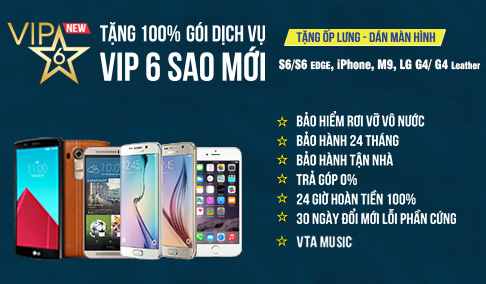 VIP NEW
6
TẶNG 100% GÓI DỊCH VỤ
VIP 6 SAO MỚI
TẶNG ỐP LƯNG - DÁN MÀN HÌNH
S6/S6 EDGE, iPhone, M9, LG G4/ G4 Leather
BẢO HIỂM RƠI VỠ VÔ NƯỚC
BẢO HÀNH 24 THÁNG
BẢO HÀNH TẬN NHÀ
TRẢ GÓP 0%
24 GIỜ HOÀN TIỀN 100%
30 NGÀY ĐỔI MỚI LỖI PHẦN CỨNG
VTA MUSIC